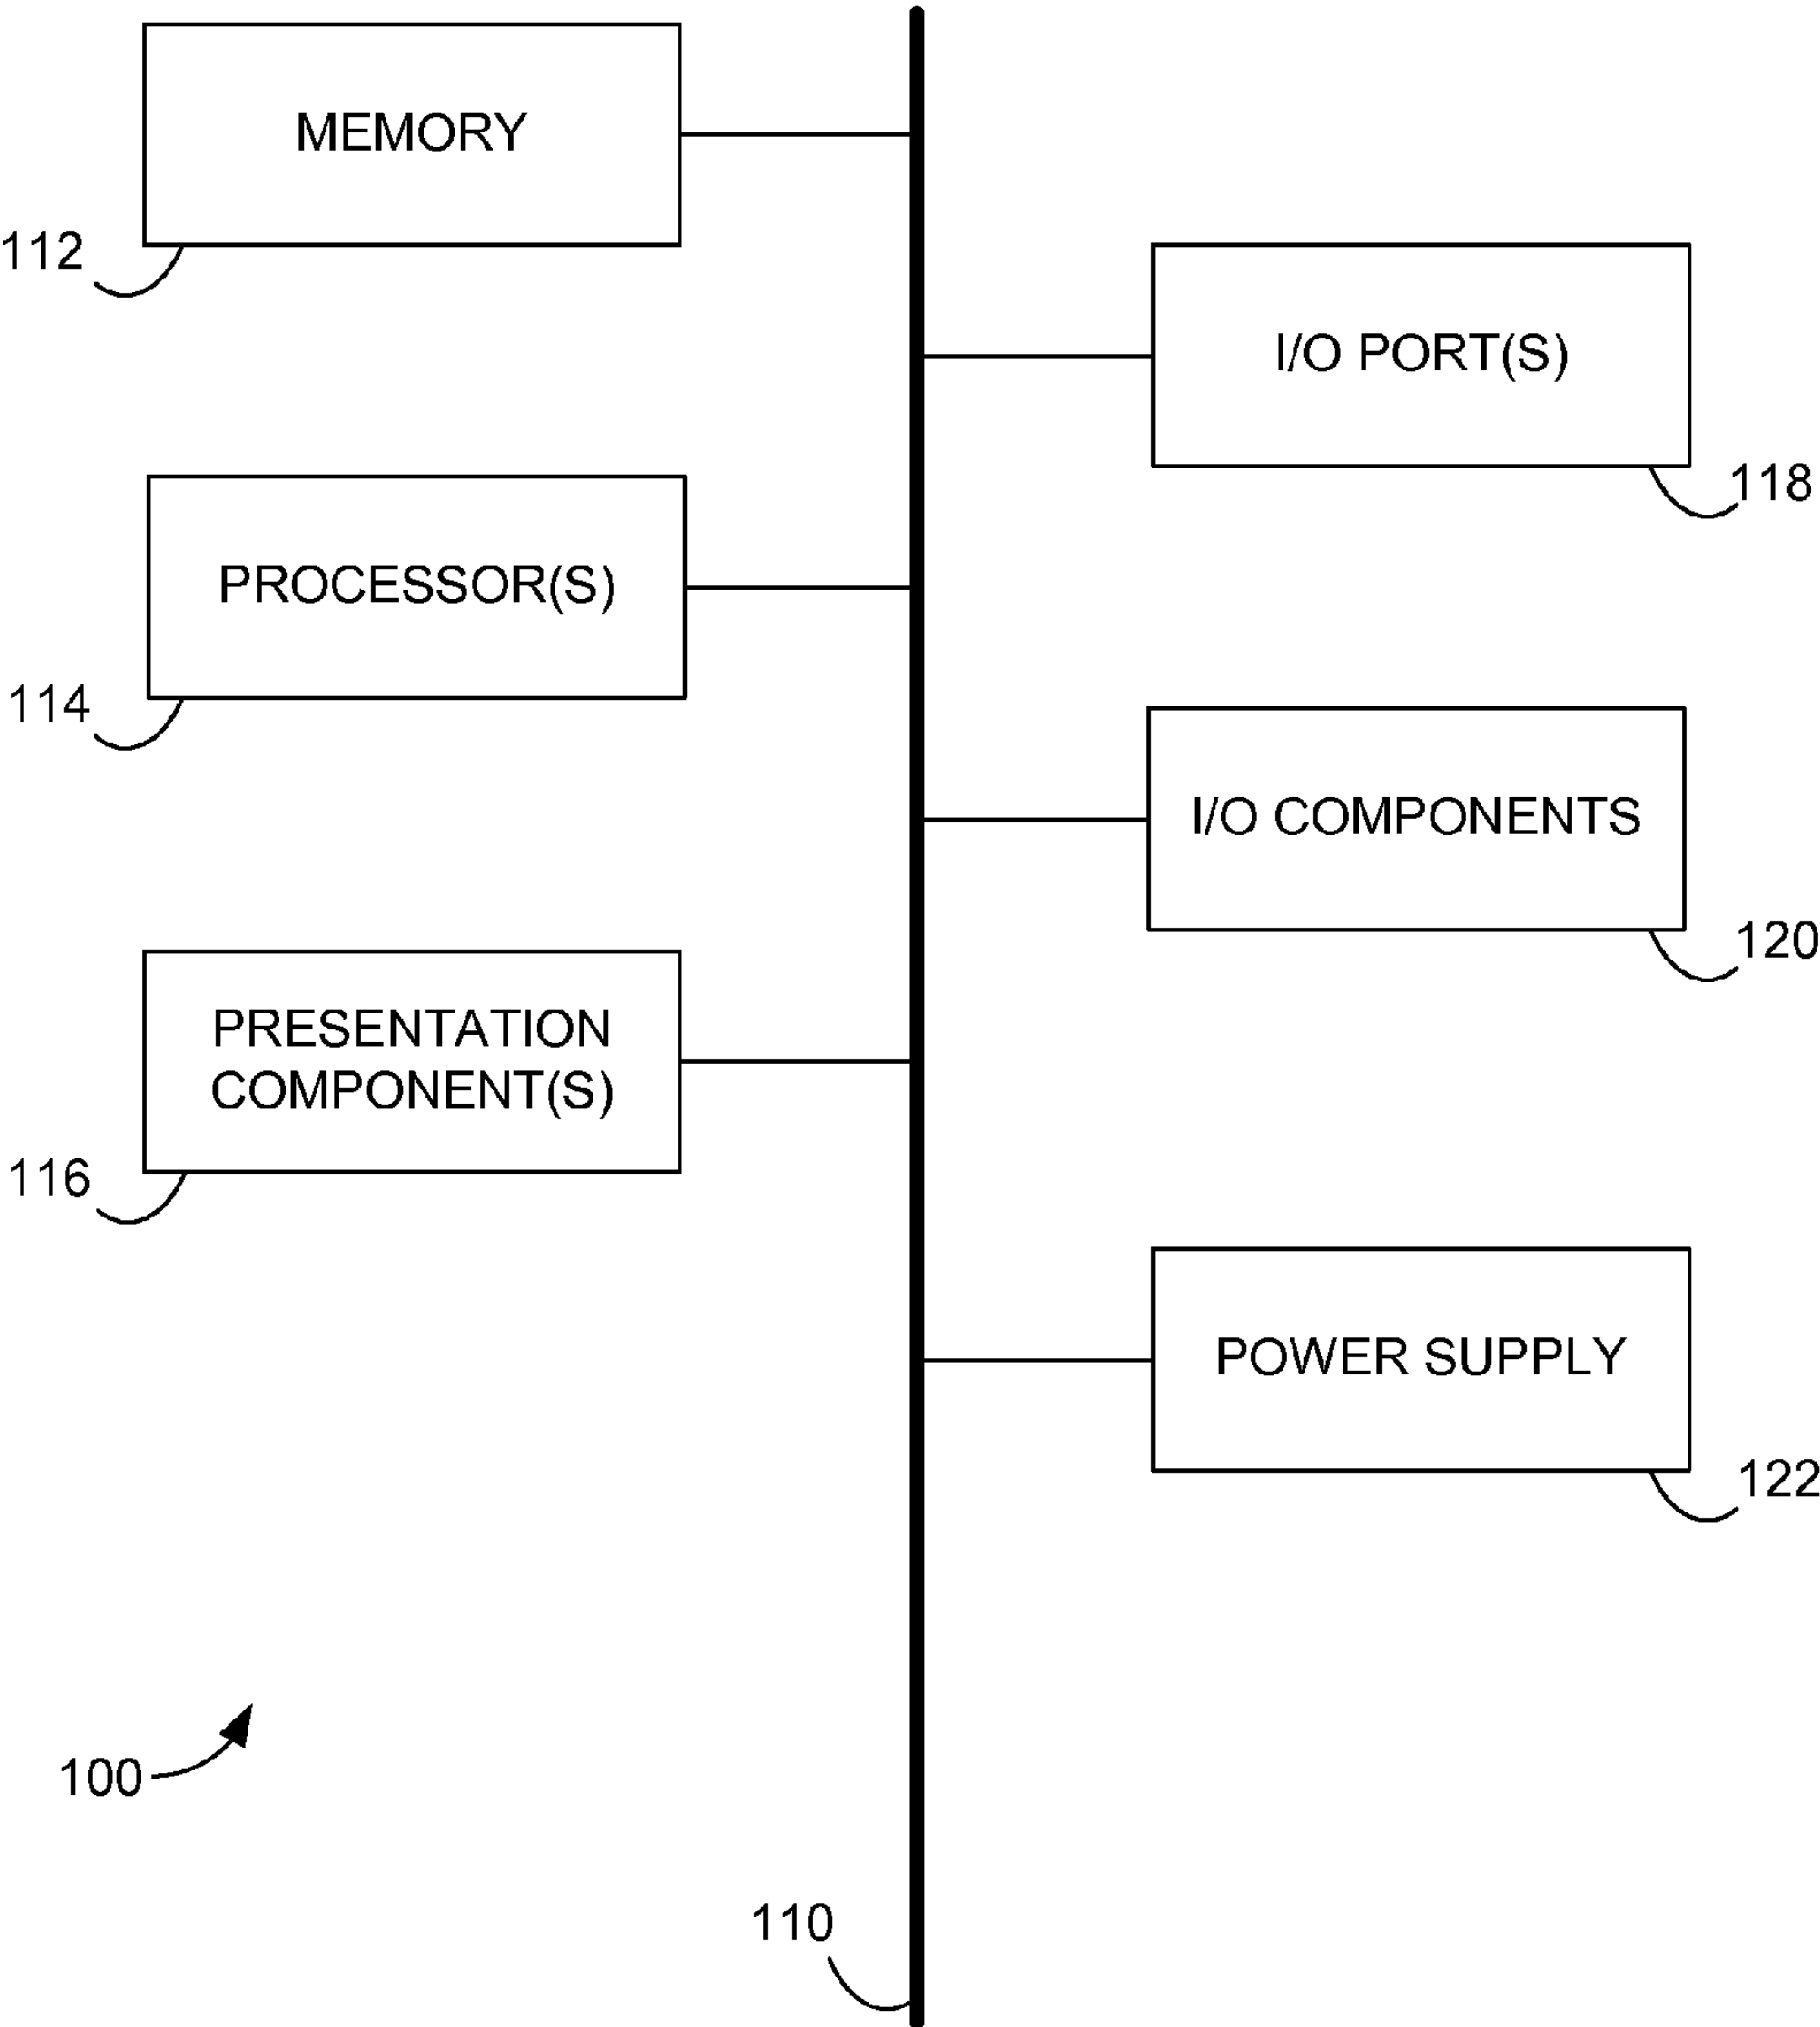 MEMORY
112
I/O PORT(S)
118
PROCESSOR(S)
114
I/O COMPONENTS
120
PRESENTATION
COMPONENT(S)
116
POWER SUPPLY
122
100
110